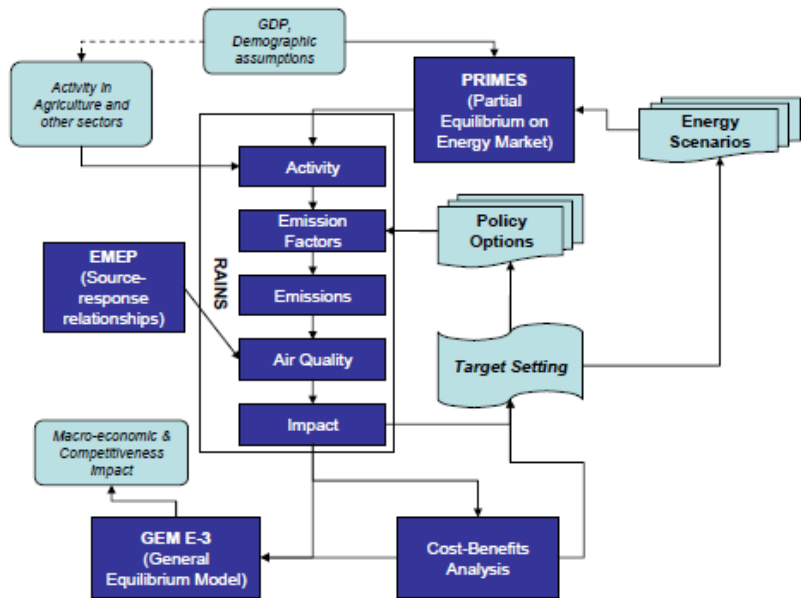 GDP,
Demographic
assumptions
Activity in
Agriculture and
other sectors
PRIMES
(Partial
Equilibrium on
Energy Market)
Energy
Scenarios
Activity
Emission
Factors
Policy
Options
EMEP
(Source-
response
relationships)
RAINS
Emissions
Air Quality
Target Setting
Impact
Macro-economic &
Competitiveness
Impact
GEM E-3
(General
Equilibrium Model)
Cost-Benefits
Analysis